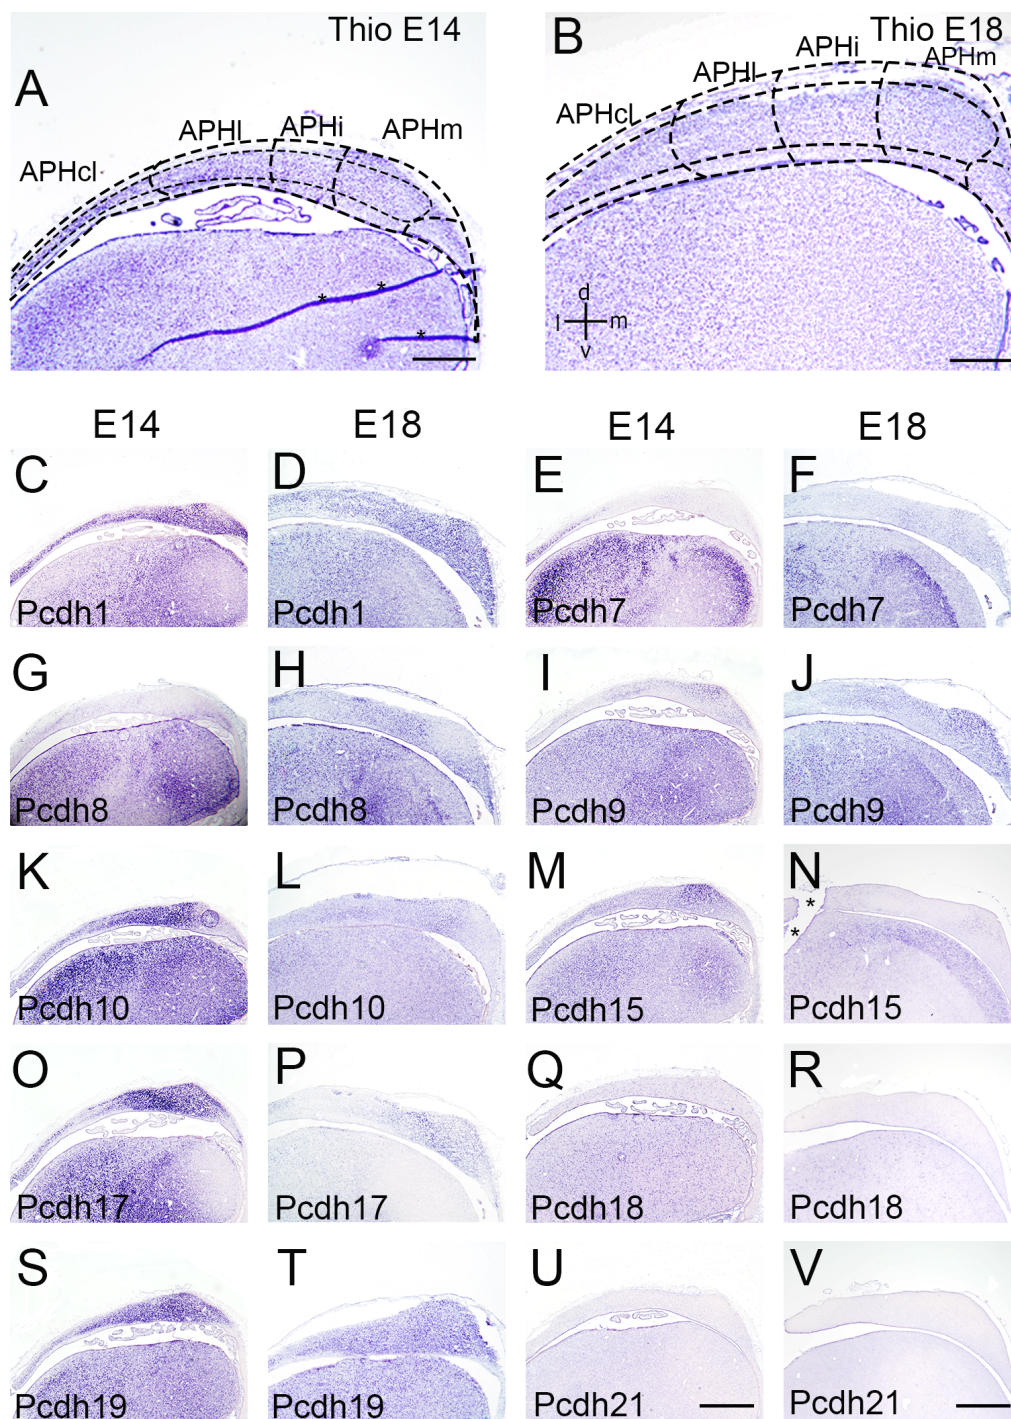 Thio E14
A
APHcl
APHl
APHi
APHm
Thio E18
B
APHcl
APHl
APHi
APHm
d
l
m
v
*
*
*
E14
E18
E14
E18
C
Pcdh1
D
Pcdh1
E
Pcdh7
F
Pcdh7
G
Pcdh8
H
Pcdh8
I
Pcdh9
J
Pcdh9
K
Pcdh10
L
Pcdh10
M
Pcdh15
N
*
*
Pcdh15
O
Pcdh17
P
Pcdh17
Q
Pcdh18
R
Pcdh18
S
Pcdh19
T
Pcdh19
U
Pcdh21
V
Pcdh21